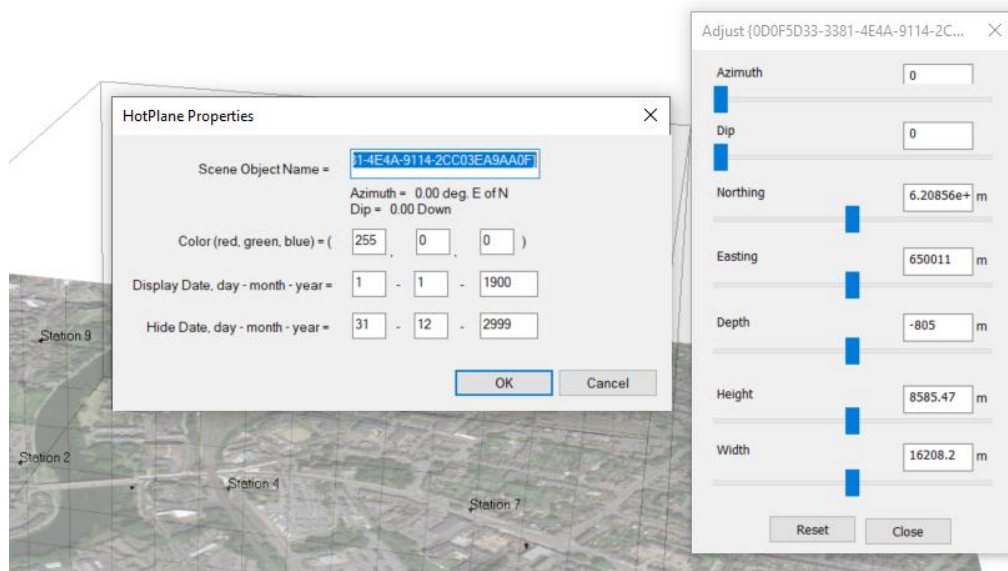 Adjust {0D0F5D33-3381-4E4A-9114-2C...
Azimuth
0
Dip
0
Northing
6.20856e+ m
Easting
650011 m
Depth
-805 m
Height
8585.47 m
Width
16208.2 m
Reset Close
HotPlane Properties
Scene Object Name = 31-4E4A-9114-2CC03EA9AA0F}
Azimuth = 0.00 deg. E of N
Dip = 0.00 Down
Color (red, green, blue) = ( 255 , 0 , 0 )
Display Date, day - month - year = 1 - 1 - 1900
Hide Date, day - month - year = 31 - 12 - 2999
OK Cancel
Station 9
Station 2
Station 4
Station 7